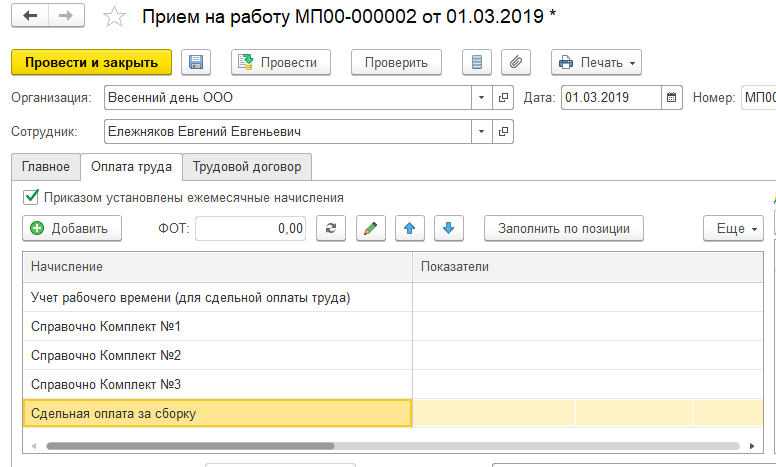 Прием на работу МП00-000002 от 01.03.2019 *
Провести и закрыть Провести Проверить Печать
Организация: Весенний день ООО Дата: 01.03.2019 Номер: МП00
Сотрудник: Ележняков Евгений Евгеньевич
Главное Оплата труда Трудовой договор
Приказом установлены ежемесячные начисления
Добавить ФОТ: 0,00 Заполнить по позиции Еще
Начисление Показатели
Учет рабочего времени (для сдельной оплаты труда)
Справочно Комплект №1
Справочно Комплект №2
Справочно Комплект №3
Сдельная оплата за сборку